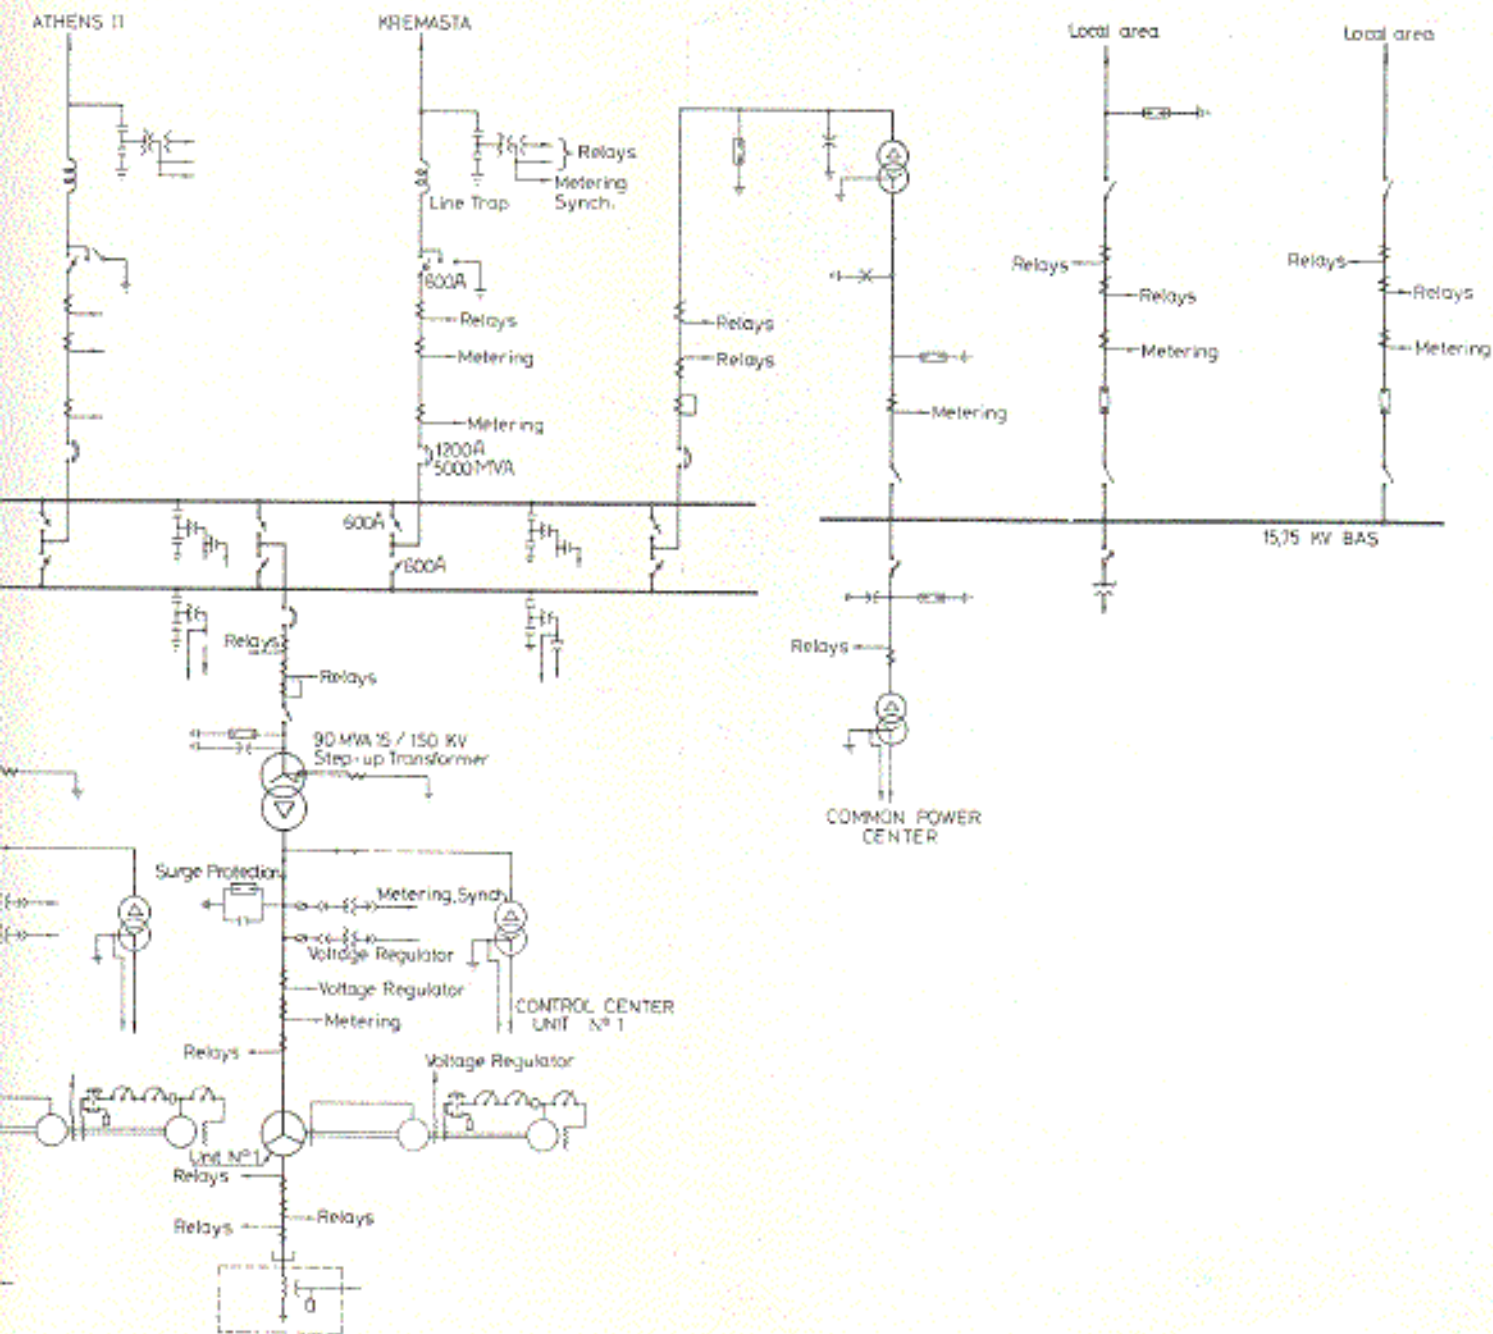 ATHENS II
KREMASTA
Local area
Local area
Relays
Metering
Synch.
Line Trap
600A
Relays
Metering
Metering
1200A
5000 MVA
Relays
Relays
Metering
Relays
Relays
Metering
Relays
Relays
Metering
600A
600A
15,75 KV BAS
Relays
Relays
Relays
90 MVA 15 / 150 KV
Step-up Transformer
COMMON POWER
CENTER
Surge Protection
Metering, Synch.
Voltage Regulator
Voltage Regulator
Metering
CONTROL CENTER
UNIT Nº 1
Relays
Voltage Regulator
Unit Nº 1
Relays
Relays
Relays